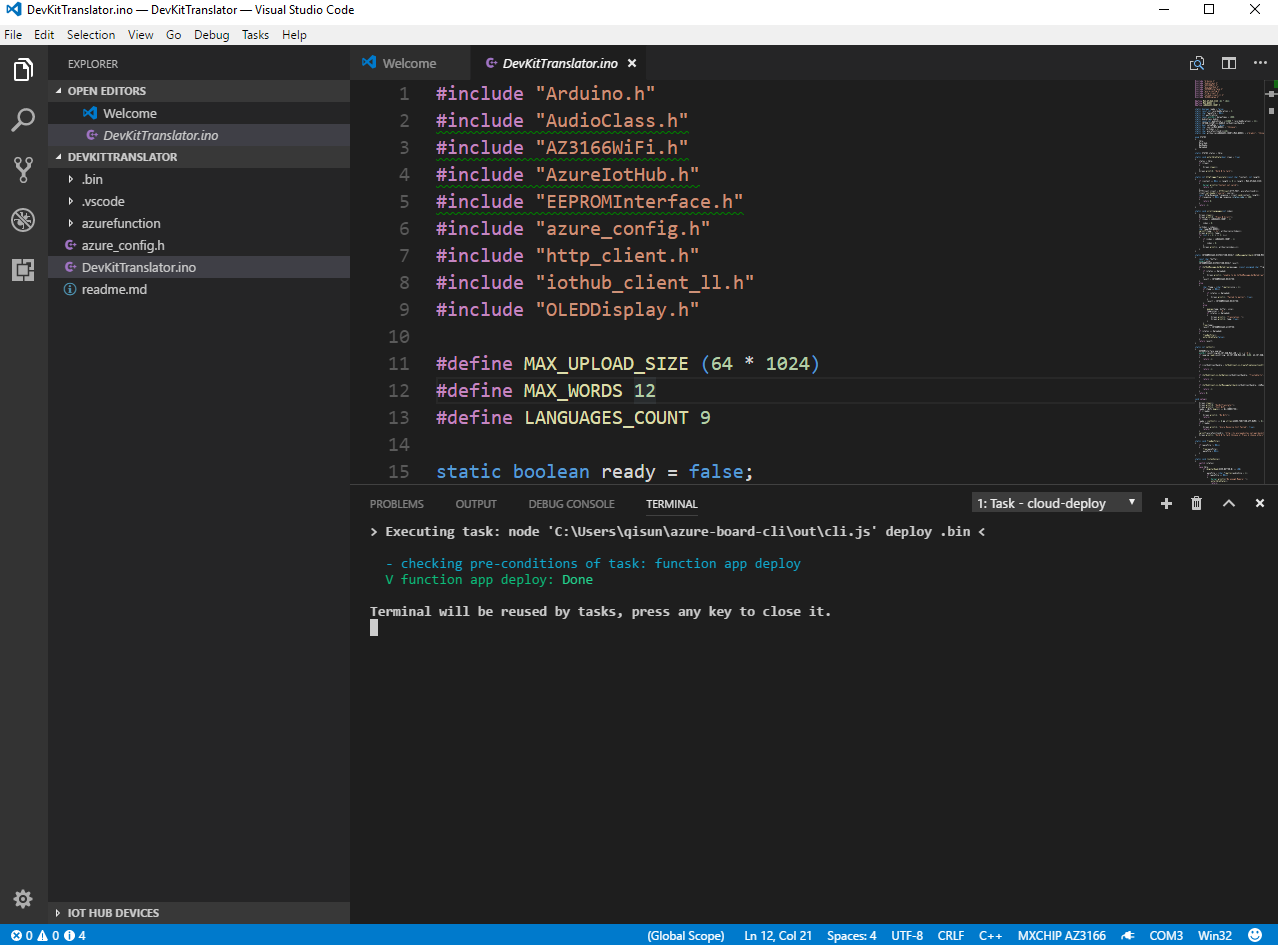 DevKitTranslator.ino — DevKitTranslator — Visual Studio Code
File Edit Selection View Go Debug Tasks Help
EXPLORER
OPEN EDITORS
Welcome
DevKitTranslator.ino
DEVKITTRANSLATOR
.bin
.vscode
azurefunction
azure_config.h
DevKitTranslator.ino
readme.md
IOT HUB DEVICES
Welcome DevKitTranslator.ino
1 #include "Arduino.h"
2 #include "AudioClass.h"
3 #include "AZ3166WiFi.h"
4 #include "AzureIotHub.h"
5 #include "EEPROMInterface.h"
6 #include "azure_config.h"
7 #include "http_client.h"
8 #include "iothub_client_ll.h"
9 #include "OLEDDisplay.h"
10
11 #define MAX_UPLOAD_SIZE (64 * 1024)
12 #define MAX_WORDS 12
13 #define LANGUAGES_COUNT 9
14
15 static boolean ready = false;
PROBLEMS OUTPUT DEBUG CONSOLE TERMINAL 1: Task - cloud-deploy
> Executing task: node 'C:\Users\qisun\azure-board-cli\out\cli.js' deploy .bin <
- checking pre-conditions of task: function app deploy
V function app deploy: Done
Terminal will be reused by tasks, press any key to close it.
0 0 4 (Global Scope) Ln 12, Col 21 Spaces: 4 UTF-8 CRLF C++ MXCHIP AZ3166 COM3 Win32